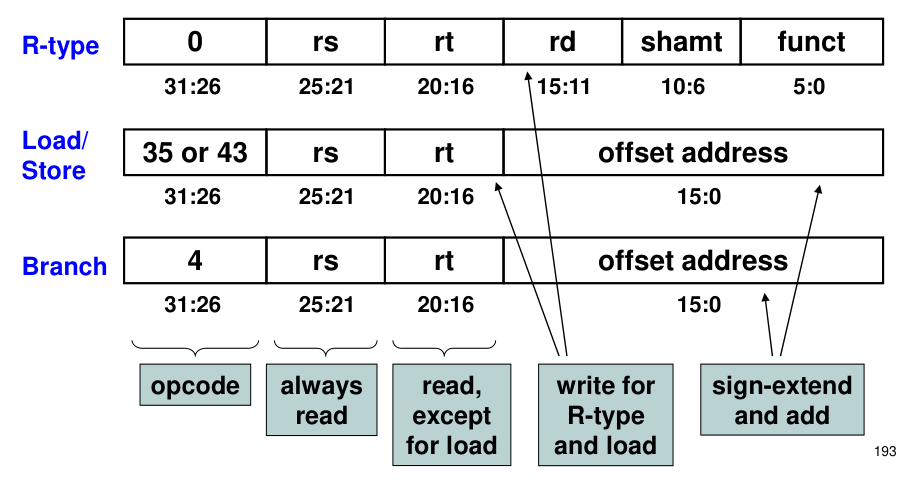 R-type 0 rs rt rd shamt funct
31:26 25:21 20:16 15:11 10:6 5:0
Load/
Store
35 or 43 rs rt offset address
31:26 25:21 20:16 15:0
Branch 4 rs rt offset address
31:26 25:21 20:16 15:0
opcode
always
read
read,
except
for load
write for
R-type
and load
sign-extend
and add
193